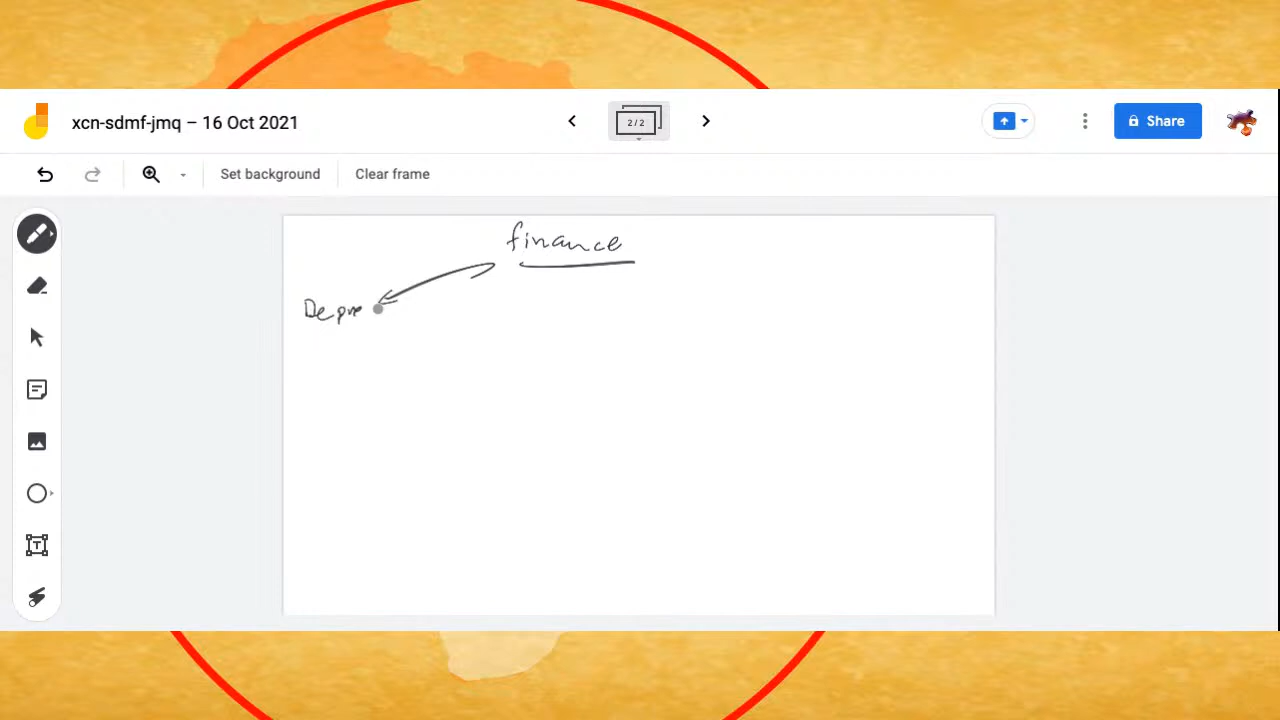 xcn-sdmf-jmq – 16 Oct 2021
2 / 2
Share
Set background
Clear frame
finance
Depre